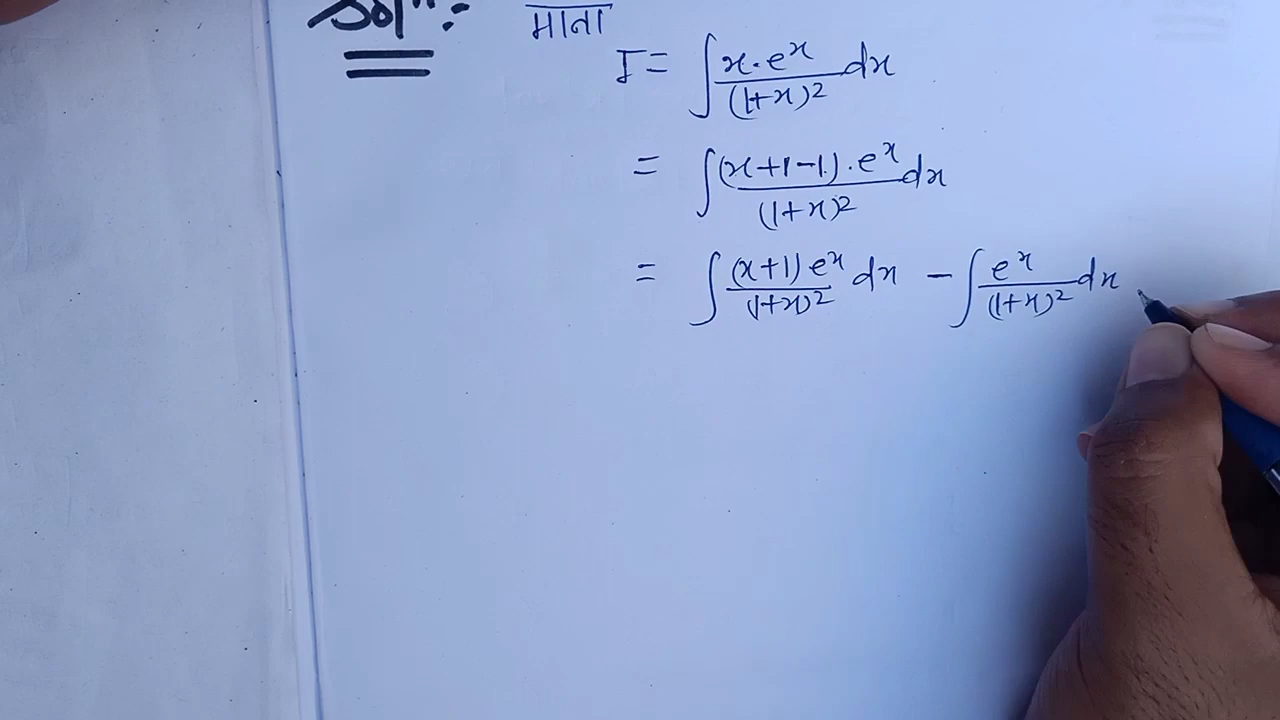 Solⁿ:
माना
I = ∫ x·eˣ/(1+x)² dx
= ∫ (x+1-1)·eˣ/(1+x)² dx
= ∫ (x+1)eˣ/(1+x)² dx - ∫ eˣ/(1+x)² dx